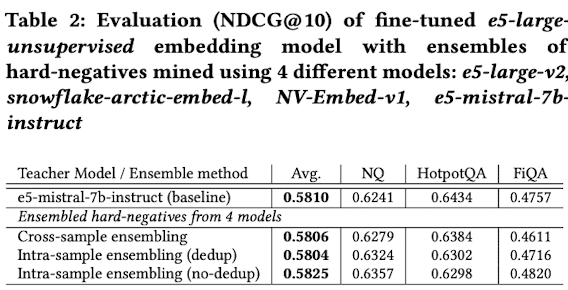 Table 2: Evaluation (NDCG@10) of fine-tuned e5-large-
unsupervised embedding model with ensembles of
hard-negatives mined using 4 different models: e5-large-v2,
snowflake-arctic-embed-l, NV-Embed-v1, e5-mistral-7b-
instruct
Teacher Model / Ensemble method Avg. NQ HotpotQA FiQA
e5-mistral-7b-instruct (baseline) 0.5810 0.6241 0.6434 0.4757
Ensembled hard-negatives from 4 models
Cross-sample ensembling 0.5806 0.6279 0.6384 0.4611
Intra-sample ensembling (dedup) 0.5804 0.6324 0.6302 0.4716
Intra-sample ensembling (no-dedup) 0.5825 0.6357 0.6298 0.4820